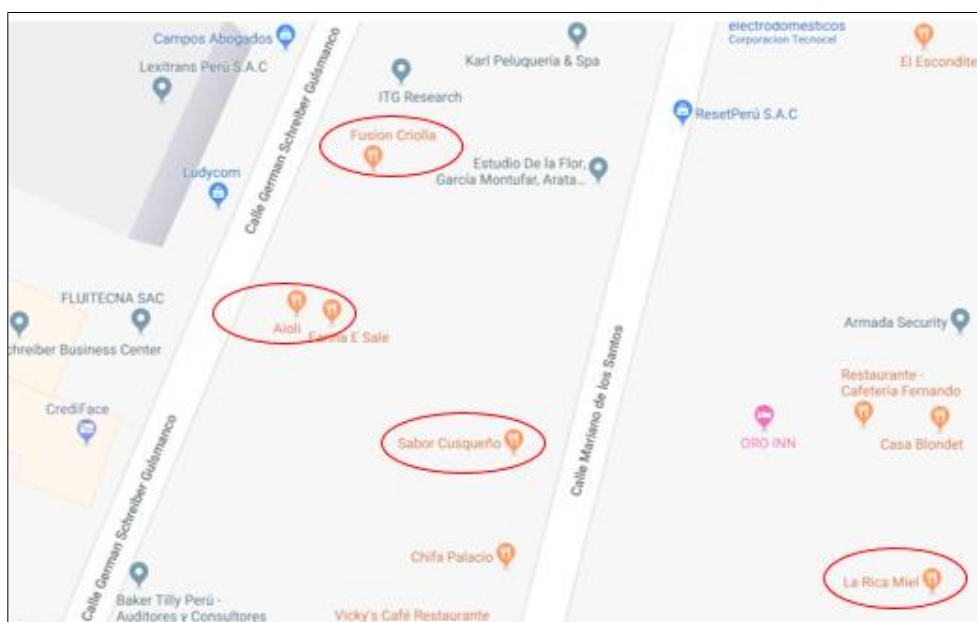 electrodomesticos
Corporacion Tecnocel
Campos Abogados
El Escondite
Karl Peluquería & Spa
Lexitrans Perú S.A.C
ITG Research
ResetPerú S.A.C
Fusion Criolla
Estudio De la Flor,
García Montufar, Arata...
Ludycom
Calle German Schreiber Gulsmanco
FLUITECNA SAC
Aioli
Farina E Sale
chreiber Business Center
Armada Security
Calle Mariano de los Santos
Restaurante -
Cafetería Fernando
CrediFace
Sabor Cusqueño
ORO INN
Casa Blondet
Calle German Schreiber Gulsmanco
Chifa Palacio
La Rica Miel
Baker Tilly Perú -
Auditores y Consultores
Vicky's Café Restaurante